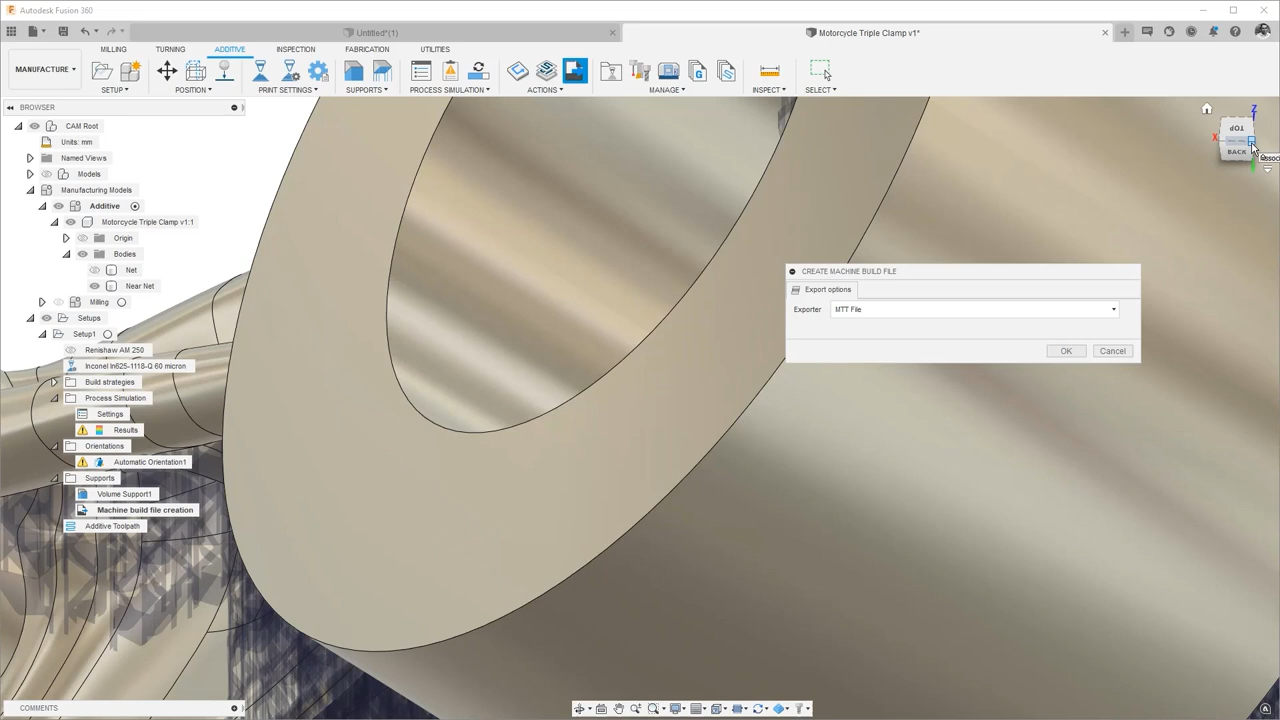 Autodesk Fusion 360
Untitled*(1)
Motorcycle Triple Clamp v1*
MILLING
TURNING
ADDITIVE
INSPECTION
FABRICATION
UTILITIES
MANUFACTURE
SETUP
POSITION
PRINT SETTINGS
SUPPORTS
PROCESS SIMULATION
ACTIONS
MANAGE
INSPECT
SELECT
BROWSER
CAM Root
Units: mm
Named Views
Models
Manufacturing Models
Additive
Motorcycle Triple Clamp v1:1
Origin
Bodies
Net
Near Net
Milling
Setups
Setup1
Renishaw AM 250
Inconel In625-1118-Q 60 micron
Build strategies
Process Simulation
Settings
Results
Orientations
Automatic Orientation1
Supports
Volume Support1
Machine build file creation
Additive Toolpath
Z
TOP
X
BACK
CREATE MACHINE BUILD FILE
Export options
Exporter
MTT File
OK
Cancel
COMMENTS